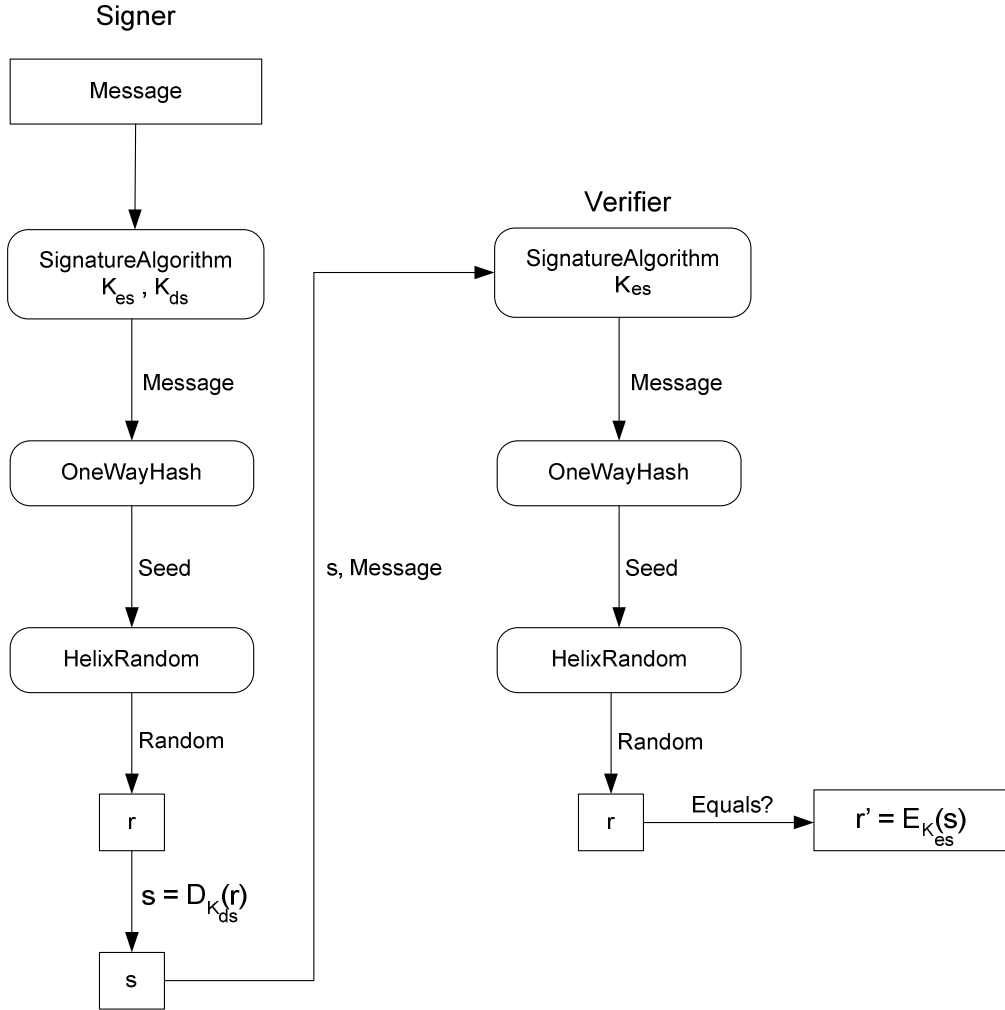 Signer
Message
SignatureAlgorithm
K_es , K_ds
Message
OneWayHash
Seed
HelixRandom
Random
r
s = D_K_ds(r)
s
s, Message
Verifier
SignatureAlgorithm
K_es
Message
OneWayHash
Seed
HelixRandom
Random
r
Equals?
r' = E_K_es(s)